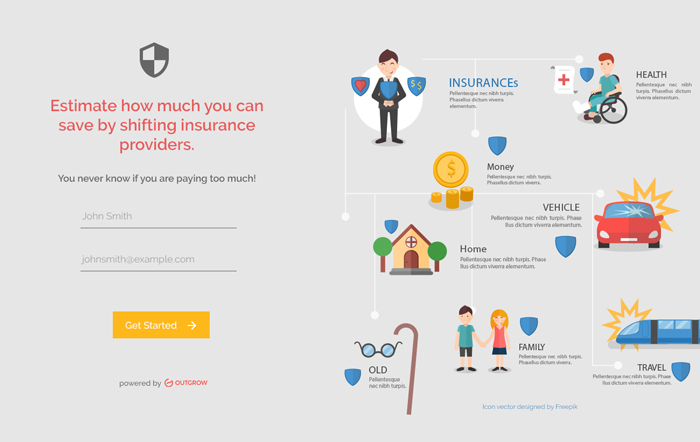 Estimate how much you can
save by shifting insurance
providers.
You never know if you are paying too much!
John Smith
johnsmith@example.com
Get Started
powered by OUTGROW
INSURANCEs
Pellentesque nec nibh turpis.
Phasellus dictum viverra
elementum.
HEALTH
Pellentesque nec nibh
turpis. Phasellus dictum
viverra elementum.
Money
Pellentesque nec nibh turpis.
Phasellus dictum viverra.
VEHICLE
Pellentesque nec nibh turpis. Phase
llus dictum viverra elementum.
Home
Pellentesque nec nibh turpis. Phase
llus dictum viverra elementum.
FAMILY
Pellentesque nec nibh turpis.
Phasellus dictum viverra
elementum.
OLD
Pellentesque
nec nibh turpis.
TRAVEL
Pellentesque nec nibh turpis. Phase
llus dictum viverra elementum.
Icon vector designed by Freepik